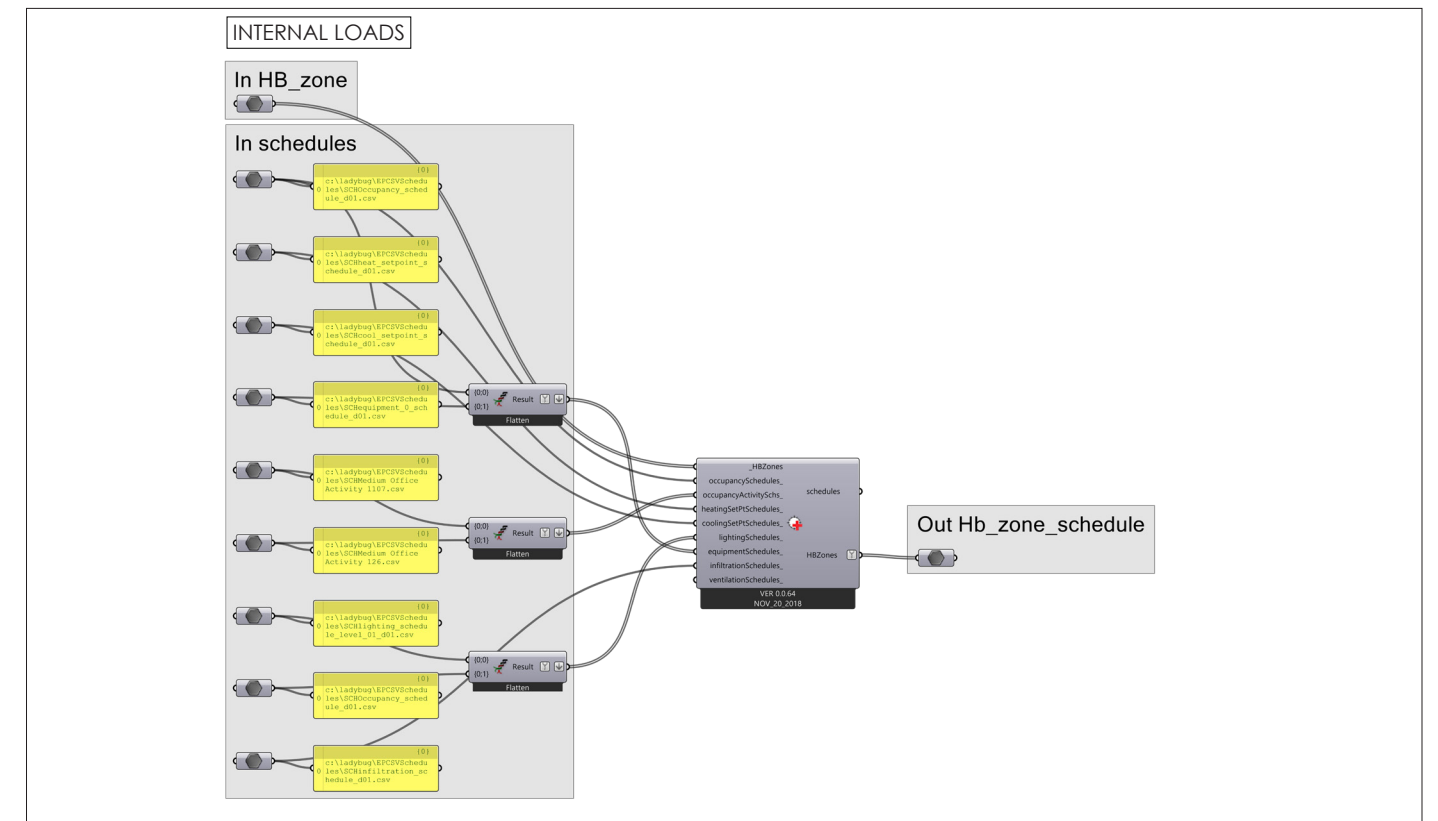 INTERNAL LOADS
In HB_zone
In schedules
{0}
c:\ladybug\EPCSVSchedu
0 les\SCHOccupancy_sched
ule_d01.csv
{0}
c:\ladybug\EPCSVSchedu
0 les\SCHheat_setpoint_s
chedule_d01.csv
{0}
c:\ladybug\EPCSVSchedu
0 les\SCHcool_setpoint_s
chedule_d01.csv
{0}
c:\ladybug\EPCSVSchedu
0 les\SCHequipment_0_sch
edule_d01.csv
{0}
c:\ladybug\EPCSVSchedu
0 les\SCHMedium Office
Activity 1107.csv
{0}
c:\ladybug\EPCSVSchedu
0 les\SCHMedium Office
Activity 126.csv
{0}
c:\ladybug\EPCSVSchedu
0 les\SCHlighting_schedu
le_level_01_d01.csv
{0}
c:\ladybug\EPCSVSchedu
0 les\SCHOccupancy_sched
ule_d01.csv
{0}
c:\ladybug\EPCSVSchedu
0 les\SCHinfiltration_sc
hedule_d01.csv
{0;0}
{0;1}
Result
Flatten
{0;0}
{0;1}
Result
Flatten
{0;0}
{0;1}
Result
Flatten
_HBZones
occupancySchedules_
occupancyActivitySchs_
heatingSetPtSchedules_
coolingSetPtSchedules_
lightingSchedules_
equipmentSchedules_
infiltrationSchedules_
ventilationSchedules_
schedules
HBZones
VER 0.0.64
NOV_20_2018
Out Hb_zone_schedule